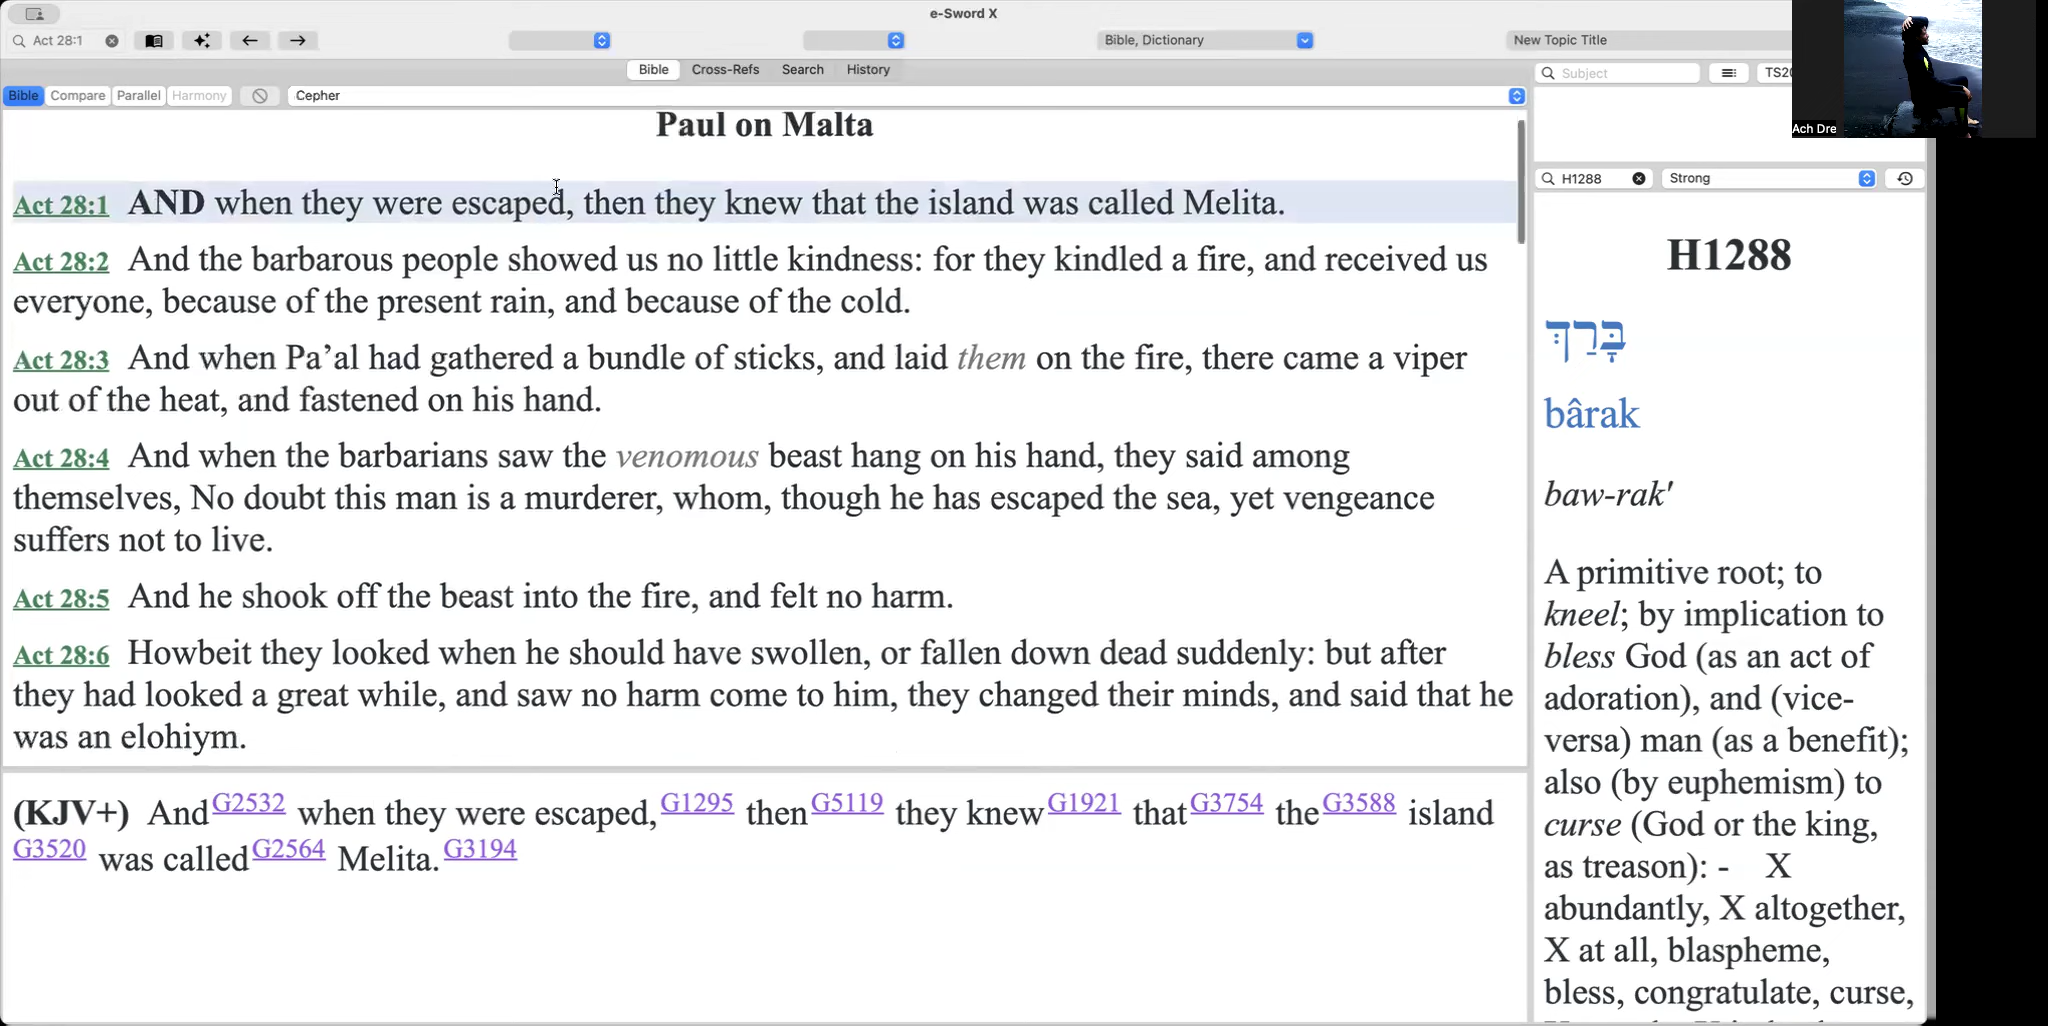 e-Sword X
Act 28:1
Bible, Dictionary
New Topic Title
Bible
Cross-Refs
Search
History
Subject
TS20
Bible
Compare
Parallel
Harmony
Cepher
Ach Dre
Paul on Malta
Act 28:1 AND when they were escaped, then they knew that the island was called Melita.
Act 28:2 And the barbarous people showed us no little kindness: for they kindled a fire, and received us
everyone, because of the present rain, and because of the cold.
Act 28:3 And when Pa’al had gathered a bundle of sticks, and laid them on the fire, there came a viper
out of the heat, and fastened on his hand.
Act 28:4 And when the barbarians saw the venomous beast hang on his hand, they said among
themselves, No doubt this man is a murderer, whom, though he has escaped the sea, yet vengeance
suffers not to live.
Act 28:5 And he shook off the beast into the fire, and felt no harm.
Act 28:6 Howbeit they looked when he should have swollen, or fallen down dead suddenly: but after
they had looked a great while, and saw no harm come to him, they changed their minds, and said that he
was an elohiym.
(KJV+) And G2532 when they were escaped, G1295 then G5119 they knew G1921 that G3754 the G3588 island
G3520 was called G2564 Melita. G3194
H1288
Strong
H1288
בָּרַךְ
bârak
baw-rak'
A primitive root; to
kneel; by implication to
bless God (as an act of
adoration), and (vice-
versa) man (as a benefit);
also (by euphemism) to
curse (God or the king,
as treason): - X
abundantly, X altogether,
X at all, blaspheme,
bless, congratulate, curse,